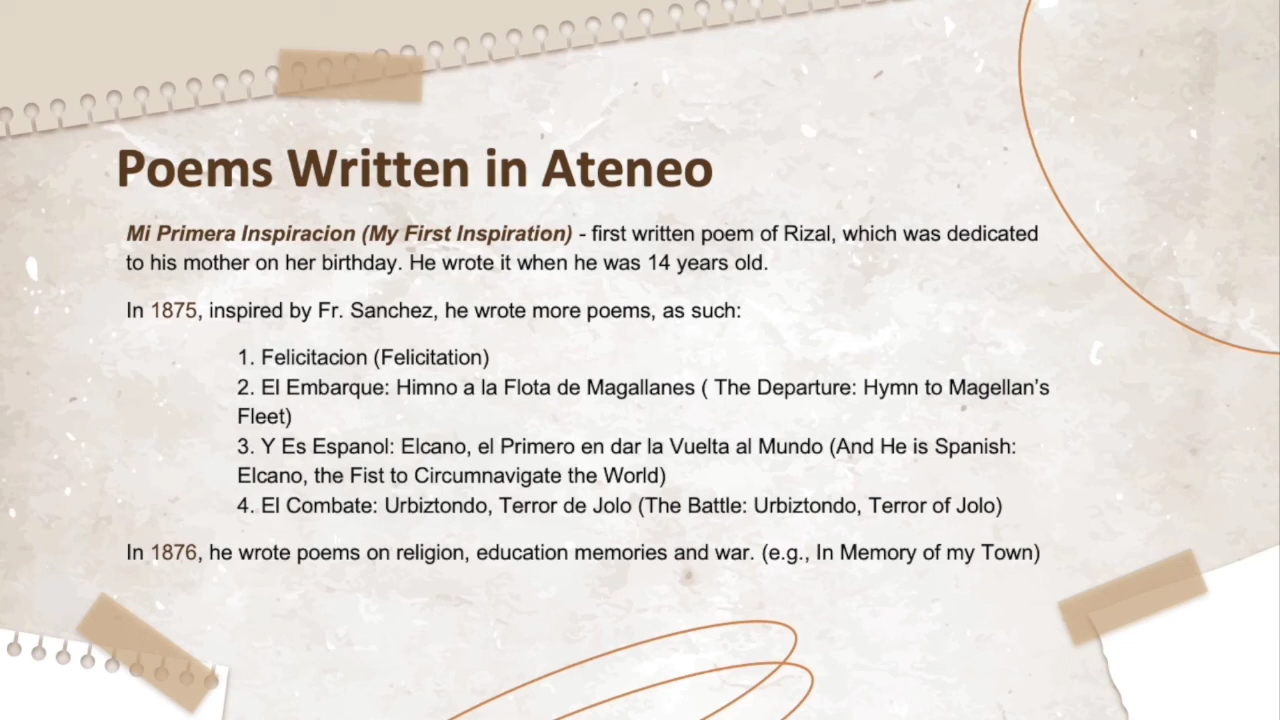 Poems Written in Ateneo
Mi Primera Inspiracion (My First Inspiration) - first written poem of Rizal, which was dedicated
to his mother on her birthday. He wrote it when he was 14 years old.
In 1875, inspired by Fr. Sanchez, he wrote more poems, as such:
1. Felicitacion (Felicitation)
2. El Embarque: Himno a la Flota de Magallanes ( The Departure: Hymn to Magellan’s
Fleet)
3. Y Es Espanol: Elcano, el Primero en dar la Vuelta al Mundo (And He is Spanish:
Elcano, the Fist to Circumnavigate the World)
4. El Combate: Urbiztondo, Terror de Jolo (The Battle: Urbiztondo, Terror of Jolo)
In 1876, he wrote poems on religion, education memories and war. (e.g., In Memory of my Town)